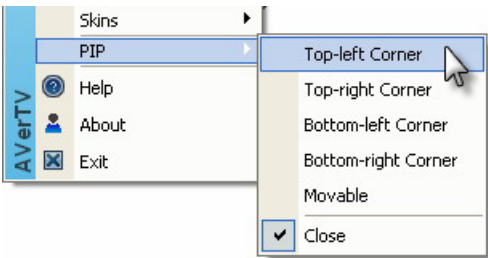 Skins
PIP
Help
About
Exit
AVerTV
Top-left Corner
Top-right Corner
Bottom-left Corner
Bottom-right Corner
Movable
Close